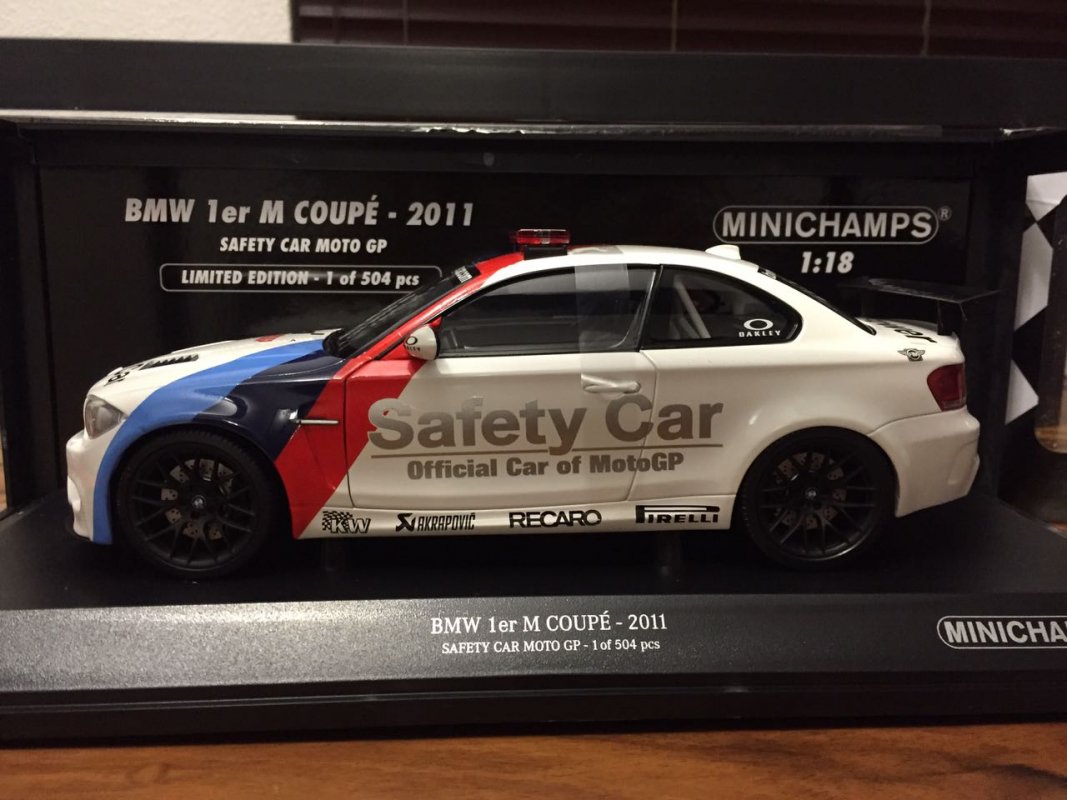 BMW 1er M COUPÉ - 2011
SAFETY CAR MOTO GP
LIMITED EDITION - 1 of 504 pcs
MINICHAMPS®
1:18
OAKLEY
Safety Car
Official Car of MotoGP
KW
AKRAPOVIČ
RECARO
PIRELLI
BMW 1er M COUPÉ - 2011
SAFETY CAR MOTO GP - 1 of 504 pcs
MINICHA